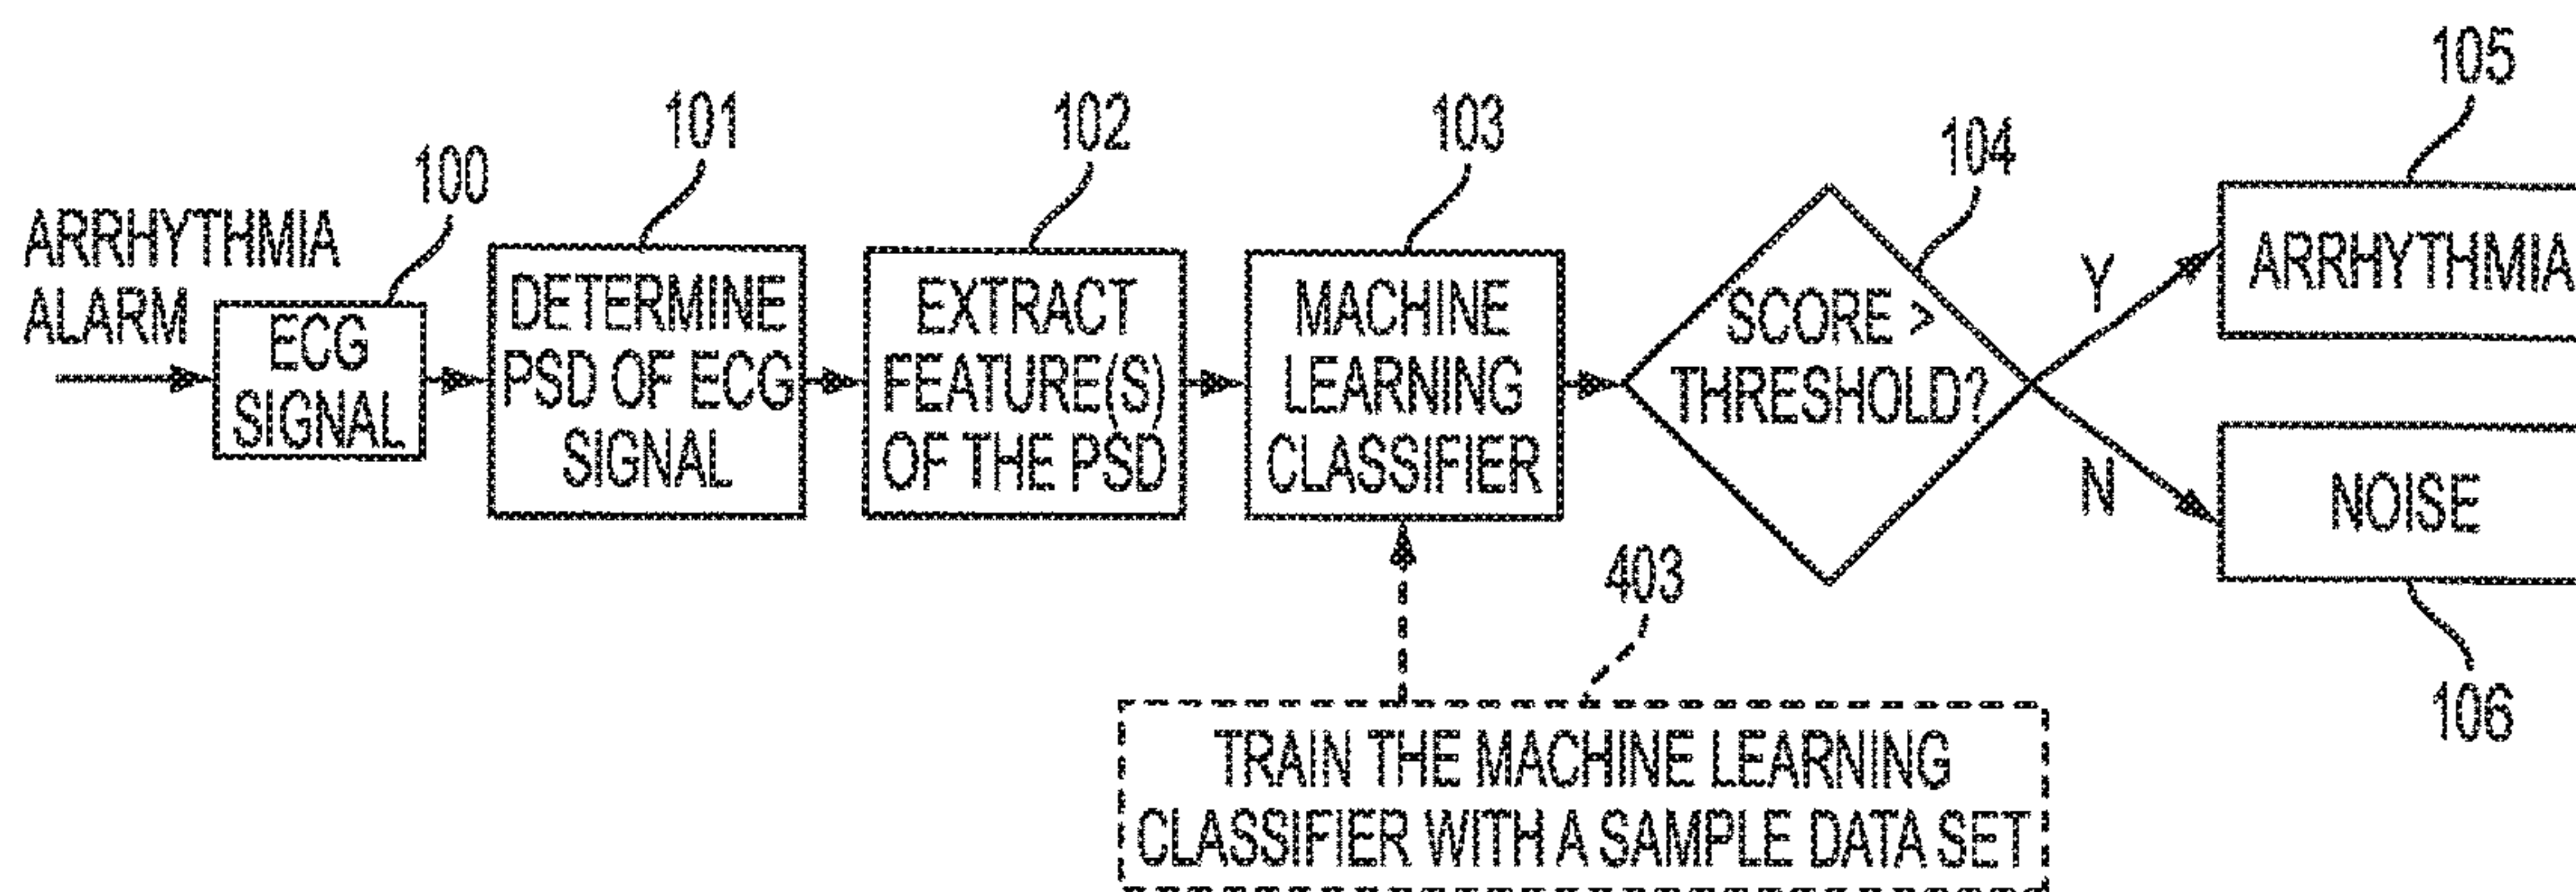 ARRHYTHMIA
ALARM
100
ECG
SIGNAL
101
DETERMINE
PSD OF ECG
SIGNAL
102
EXTRACT
FEATURE(S)
OF THE PSD
103
MACHINE
LEARNING
CLASSIFIER
104
SCORE >
THRESHOLD?
Y
N
105
ARRHYTHMIA
NOISE
106
403
TRAIN THE MACHINE LEARNING
CLASSIFIER WITH A SAMPLE DATA SET